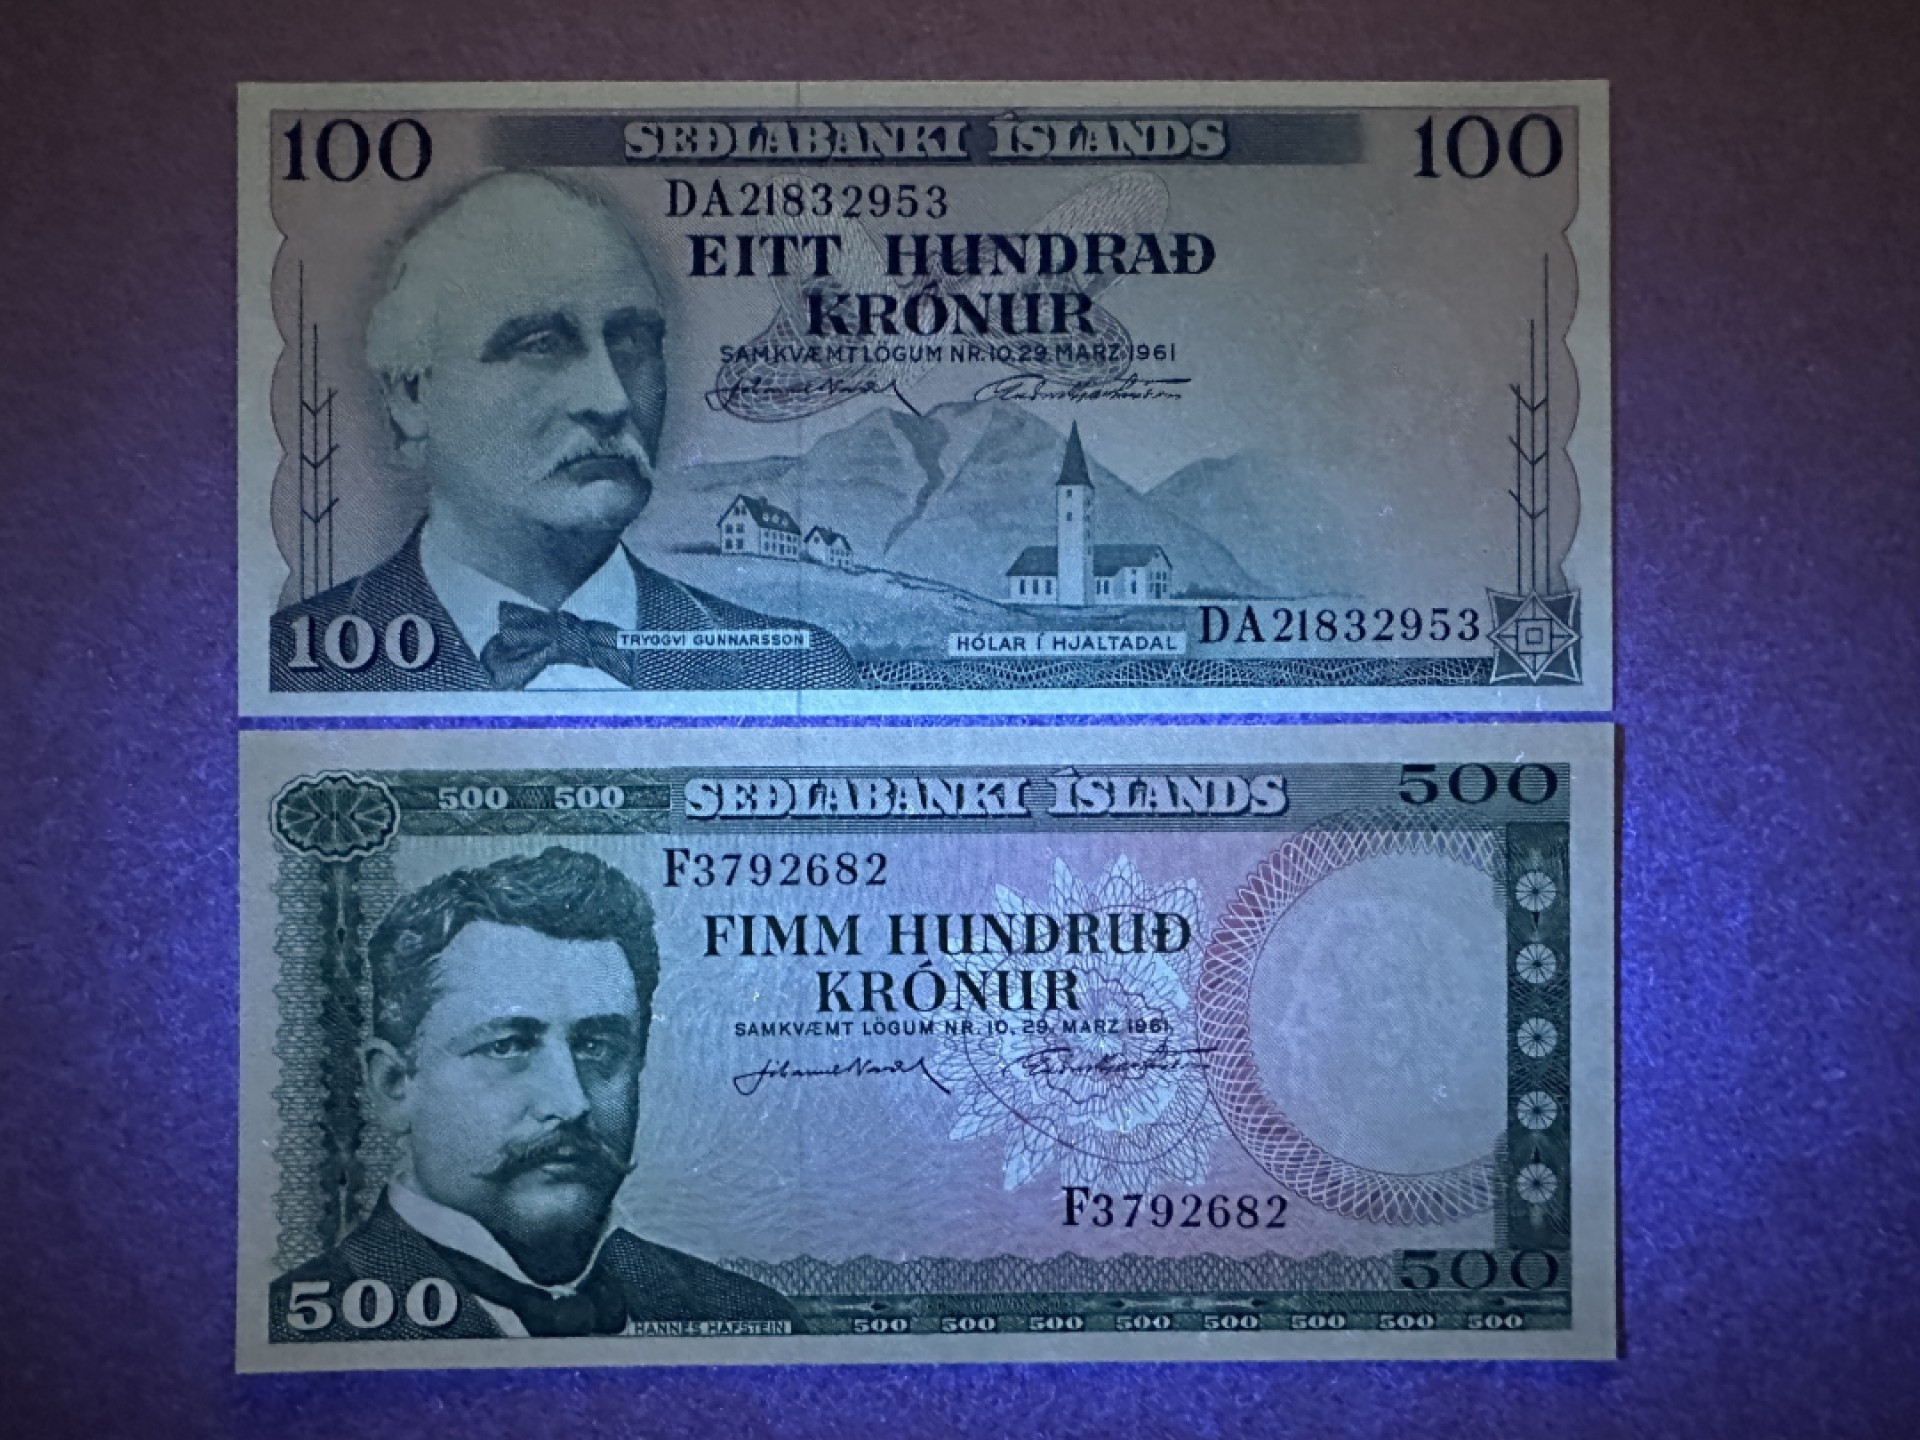 100 SEÐLABANKI ÍSLANDS 100
DA21832953
EITT HUNDRAÐ
KRÓNUR
SAMKVÆMT LÖGUM NR. 10, 29. MARZ 1961
DA21832953
100 TRYGGVI GUNNARSSON HÓLAR Í HJALTADAL
500 500 SEÐLABANKI ÍSLANDS 500
F3792682
FIMM HUNDRUÐ
KRÓNUR
SAMKVÆMT LÖGUM NR. 10, 29. MARZ 1961
F3792682
500 500
HANNES HAFSTEIN 500 500 500 500 500 500 500 500